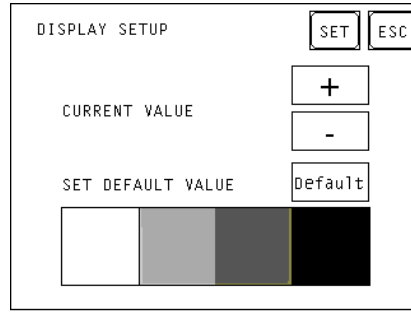 DISPLAY SETUP SET ESC
+
CURRENT VALUE
-
SET DEFAULT VALUE Default